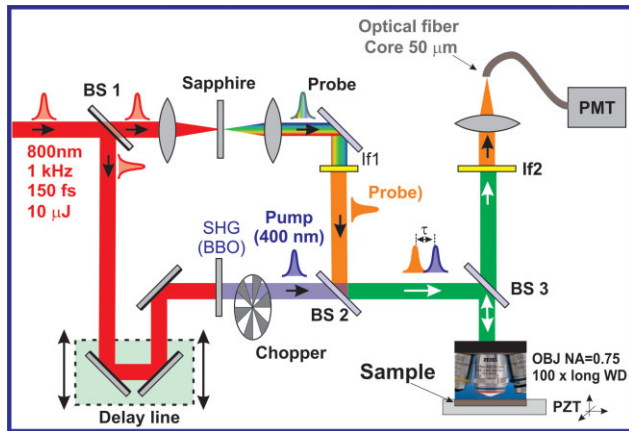 Optical fiber
Core 50 μm
BS 1
Sapphire
Probe
PMT
800nm
1 kHz
150 fs
10 μJ
If1
If2
Probe)
SHG
(BBO)
Pump
(400 nm)
τ
BS 2
BS 3
Chopper
OBJ NA=0.75
100 x long WD
Sample
PZT
Delay line